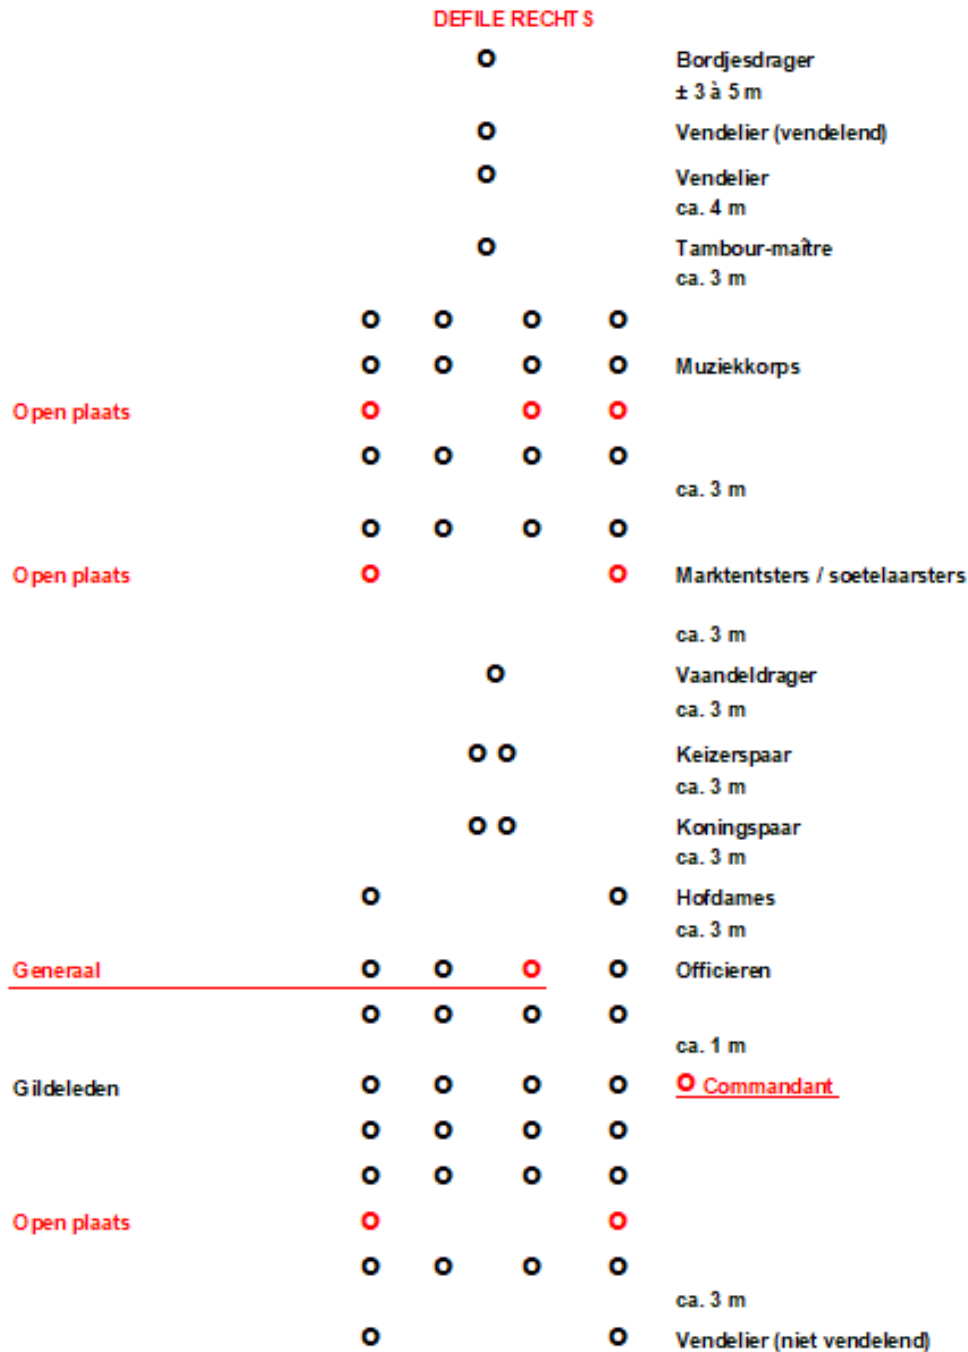 DEFILE RECHTS
Bordjesdrager
± 3 à 5 m
Vendelier (vendelend)
Vendelier
ca. 4 m
Tambour-maître
ca. 3 m
Muziekkorps
Open plaats
ca. 3 m
Open plaats Marktentsters / soetelaarsters
ca. 3 m
Vaandeldrager
ca. 3 m
Keizerspaar
ca. 3 m
Koningspaar
ca. 3 m
Hofdames
ca. 3 m
Generaal Officieren
ca. 1 m
Gildeleden Commandant
Open plaats
ca. 3 m
Vendelier (niet vendelend)